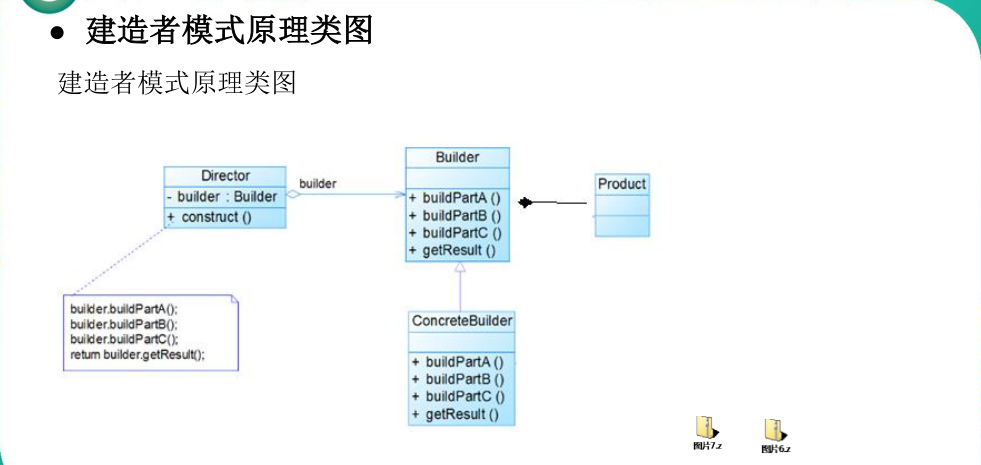 ● 建造者模式原理类图
建造者模式原理类图
Director
- builder : Builder
+ construct ()
builder
Builder
+ buildPartA ()
+ buildPartB ()
+ buildPartC ()
+ getResult ()
Product
builder.buildPartA();
builder.buildPartB();
builder.buildPartC();
return builder.getResult();
ConcreteBuilder
+ buildPartA ()
+ buildPartB ()
+ buildPartC ()
+ getResult ()
图片7.z
图片6.z